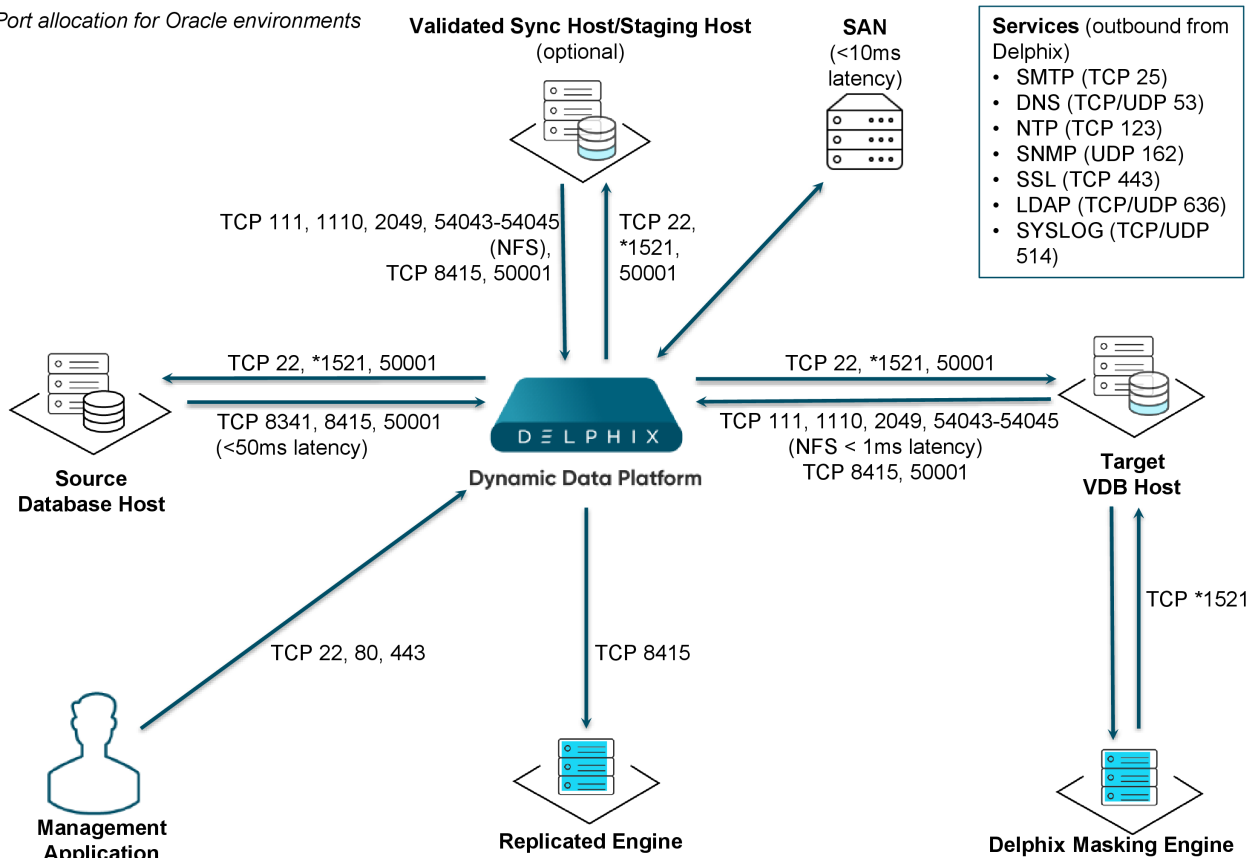 Port allocation for Oracle environments
Validated Sync Host/Staging Host
(optional)
SAN
(<10ms
latency)
Services (outbound from
Delphix)
• SMTP (TCP 25)
• DNS (TCP/UDP 53)
• NTP (TCP 123)
• SNMP (UDP 162)
• SSL (TCP 443)
• LDAP (TCP/UDP 636)
• SYSLOG (TCP/UDP
514)
TCP 111, 1110, 2049, 54043-54045
(NFS),
TCP 8415, 50001
TCP 22,
*1521,
50001
TCP 22, *1521, 50001
TCP 8341, 8415, 50001
(<50ms latency)
Source
Database Host
DELPHIX
Dynamic Data Platform
TCP 22, *1521, 50001
TCP 111, 1110, 2049, 54043-54045
(NFS < 1ms latency)
TCP 8415, 50001
Target
VDB Host
TCP *1521
TCP 22, 80, 443
TCP 8415
Management
Application
Replicated Engine
Delphix Masking Engine